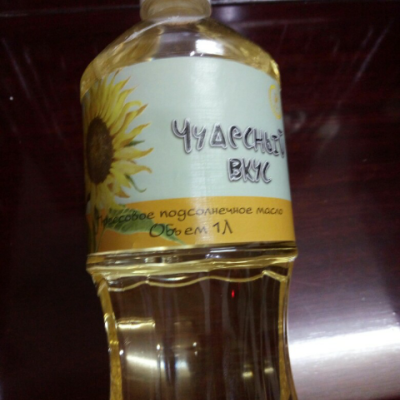 Чудесный
вкус
подсолнечное масло
Объем 1Л